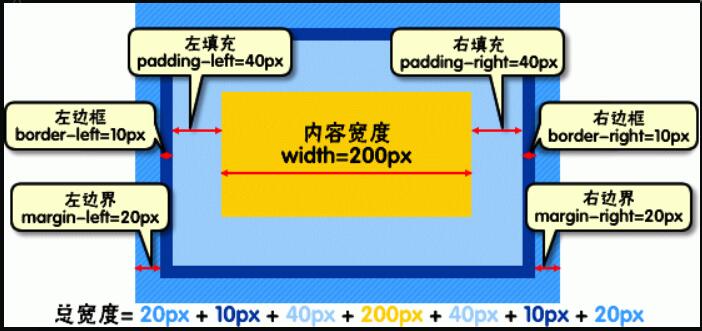 左填充
padding-left=40px
右填充
padding-right=40px
左边框
border-left=10px
内容宽度
width=200px
右边框
border-right=10px
左边界
margin-left=20px
右边界
margin-right=20px
总宽度= 20px + 10px + 40px + 200px + 40px + 10px + 20px